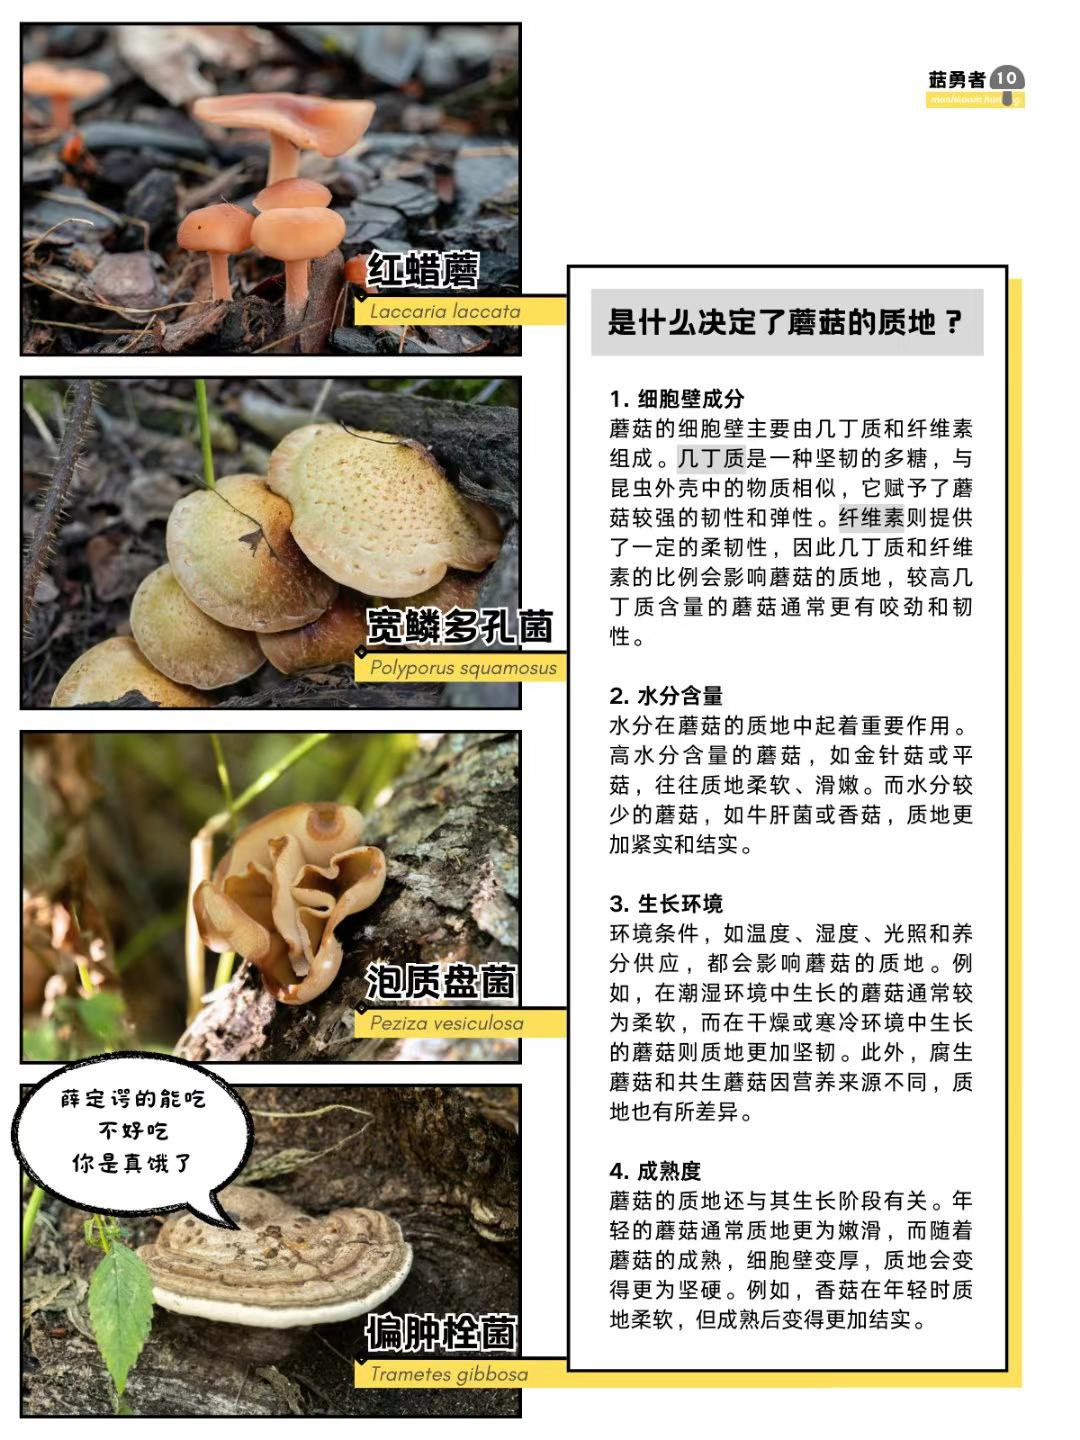 菇勇者 10
mushroom hunting
红蜡蘑
Laccaria laccata
宽鳞多孔菌
Polyporus squamosus
泡质盘菌
Peziza vesiculosa
薛定谔的能吃
不好吃
你是真饿了
偏肿栓菌
Trametes gibbosa
是什么决定了蘑菇的质地？
1. 细胞壁成分
蘑菇的细胞壁主要由几丁质和纤维素
组成。几丁质是一种坚韧的多糖，与
昆虫外壳中的物质相似，它赋予了蘑
菇较强的韧性和弹性。纤维素则提供
了一定的柔韧性，因此几丁质和纤维
素的比例会影响蘑菇的质地，较高几
丁质含量的蘑菇通常更有咬劲和韧
性。
2. 水分含量
水分在蘑菇的质地中起着重要作用。
高水分含量的蘑菇，如金针菇或平
菇，往往质地柔软、滑嫩。而水分较
少的蘑菇，如牛肝菌或香菇，质地更
加紧实和结实。
3. 生长环境
环境条件，如温度、湿度、光照和养
分供应，都会影响蘑菇的质地。例
如，在潮湿环境中生长的蘑菇通常较
为柔软，而在干燥或寒冷环境中生长
的蘑菇则质地更加坚韧。此外，腐生
蘑菇和共生蘑菇因营养来源不同，质
地也有所差异。
4. 成熟度
蘑菇的质地还与其生长阶段有关。年
轻的蘑菇通常质地更为嫩滑，而随着
蘑菇的成熟，细胞壁变厚，质地会变
得更为坚硬。例如，香菇在年轻时质
地柔软，但成熟后变得更加结实。